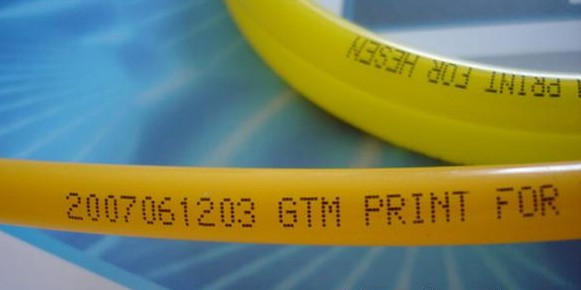 PRINT FOR HESEN
2007061203 GTM PRINT FOR